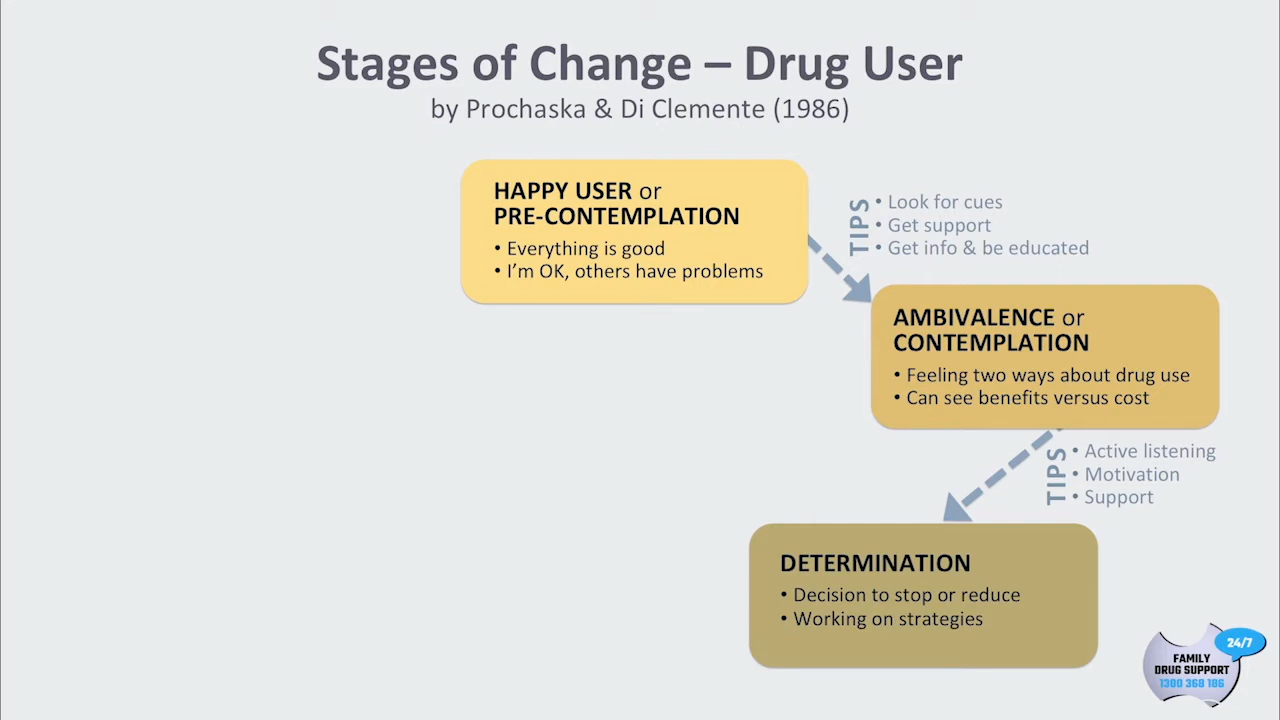 Stages of Change – Drug User
by Prochaska & Di Clemente (1986)
HAPPY USER or
PRE-CONTEMPLATION
• Everything is good
• I'm OK, others have problems
TIPS
• Look for cues
• Get support
• Get info & be educated
AMBIVALENCE or
CONTEMPLATION
• Feeling two ways about drug use
• Can see benefits versus cost
TIPS
• Active listening
• Motivation
• Support
DETERMINATION
• Decision to stop or reduce
• Working on strategies
24/7
FAMILY
DRUG SUPPORT
1300 368 186